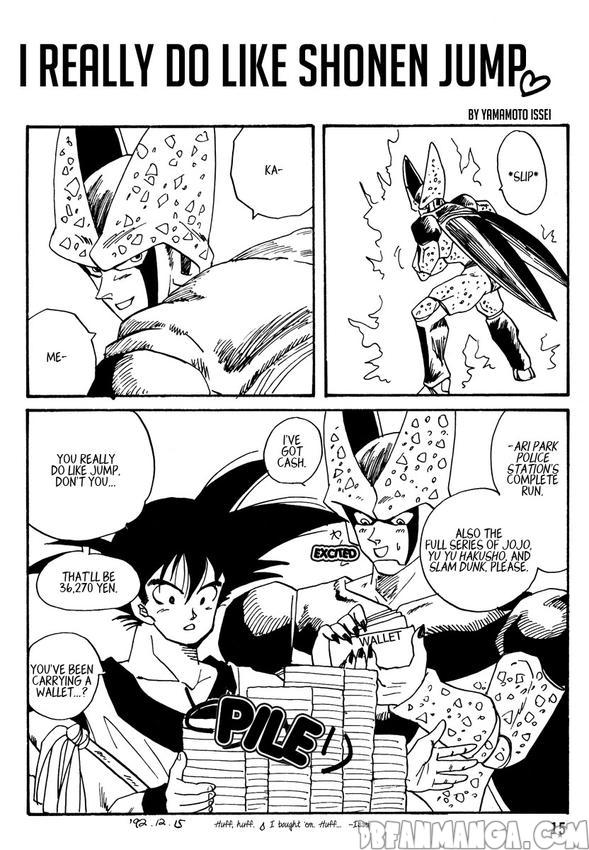 I REALLY DO LIKE SHONEN JUMP
BY YAMAMOTO ISSEI
*SLIP*
KA-
ME-
-ARI PARK
POLICE
STATION'S
COMPLETE
RUN.
ALSO THE
FULL SERIES OF JOJO,
YU YU HAKUSHO, AND
SLAM DUNK, PLEASE.
I'VE
GOT
CASH.
EXCITED
WALLET
YOU REALLY
DO LIKE JUMP,
DON'T YOU...
THAT'LL BE
36,270 YEN.
YOU'VE BEEN
CARRYING A
WALLET...?
PILE
'92.12.15
Huff, huff. I bought 'em. Huff...
15
DBFANMANGA.COM